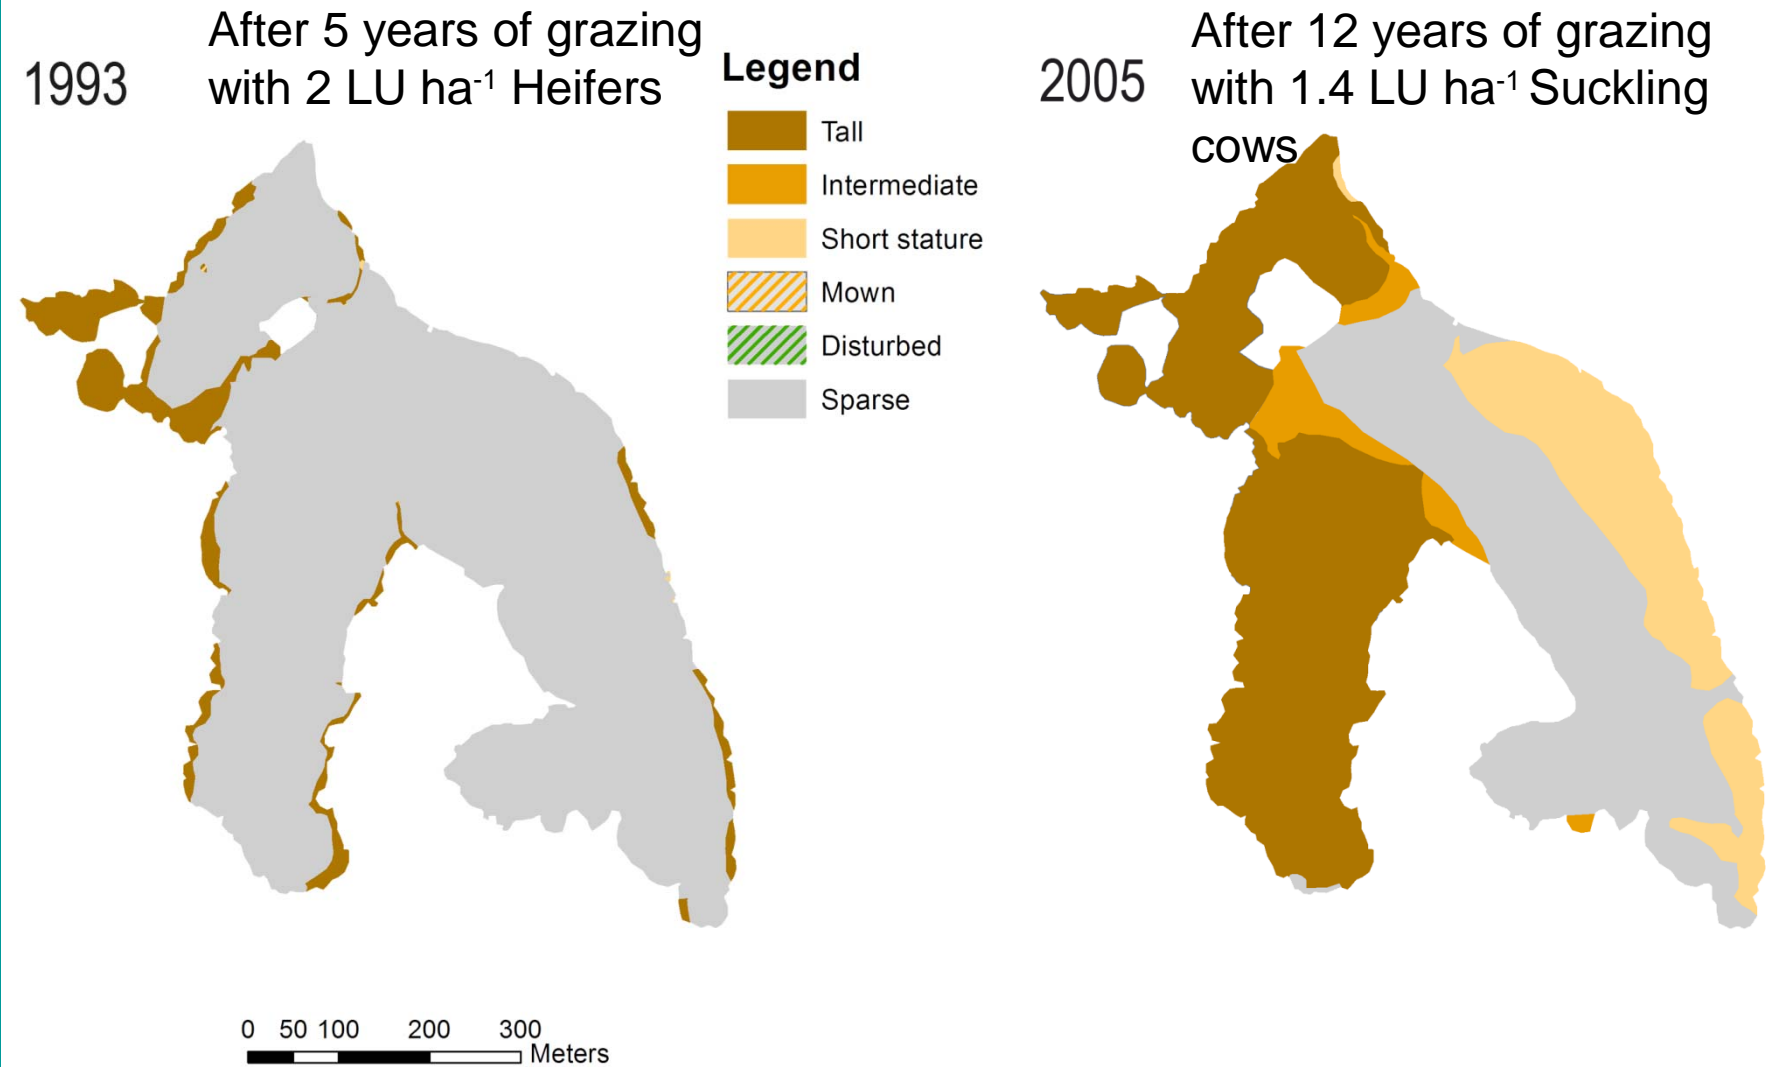 1993
After 5 years of grazing
with 2 LU ha⁻¹ Heifers
Legend
Tall
Intermediate
Short stature
Mown
Disturbed
Sparse
2005
After 12 years of grazing
with 1.4 LU ha⁻¹ Suckling
cows
0 50 100 200 300
Meters